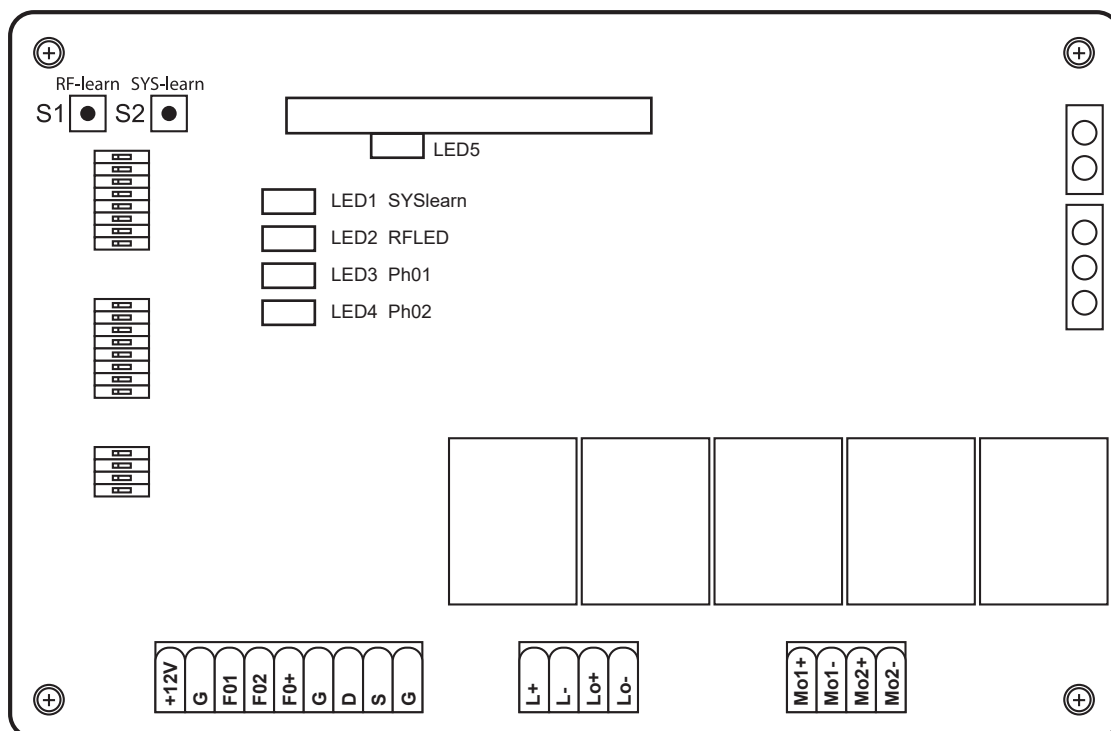 RF-learn SYS-learn
S1 S2
LED5
LED1 SYSlearn
LED2 RFLED
LED3 Ph01
LED4 Ph02
+12V G F01 F02 F0+ G D S G
L+ L- Lo+ Lo-
Mo1+ Mo1- Mo2+ Mo2-